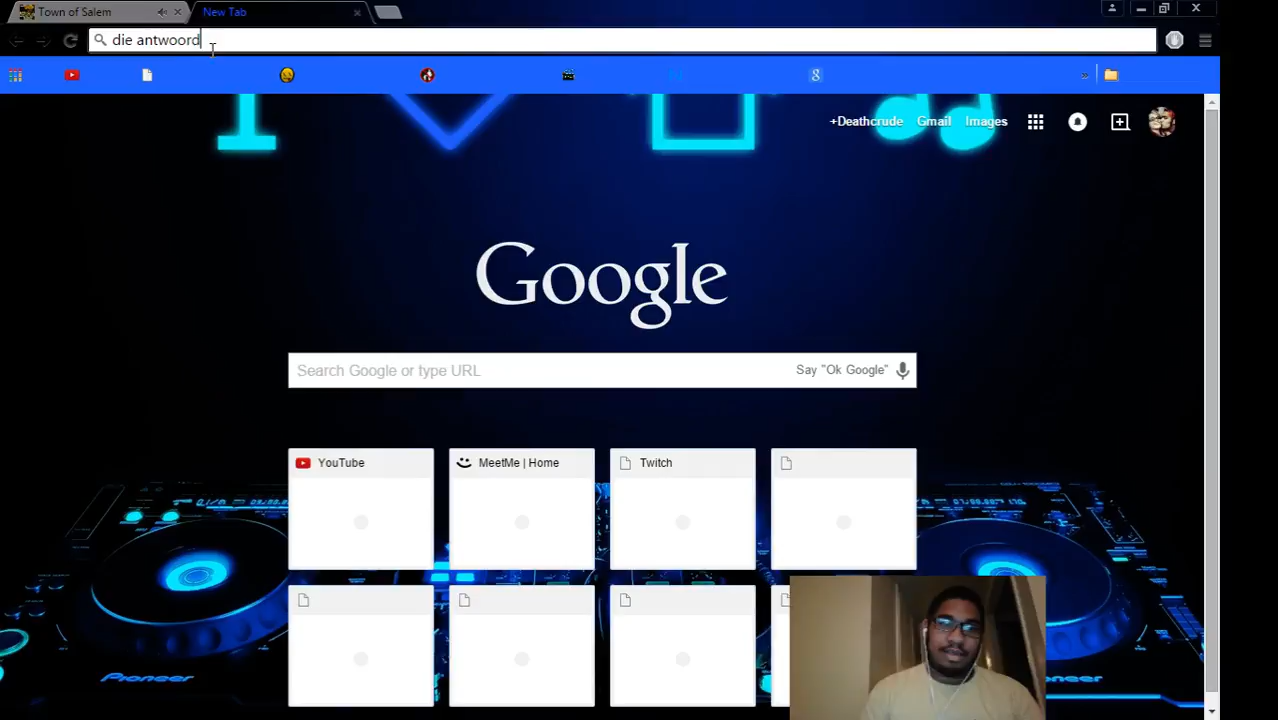 Town of Salem
New Tab
die antwoord
+Deathcrude Gmail Images
Google
Search Google or type URL
Say "Ok Google"
YouTube
MeetMe | Home
Twitch
Pioneer
Pioneer